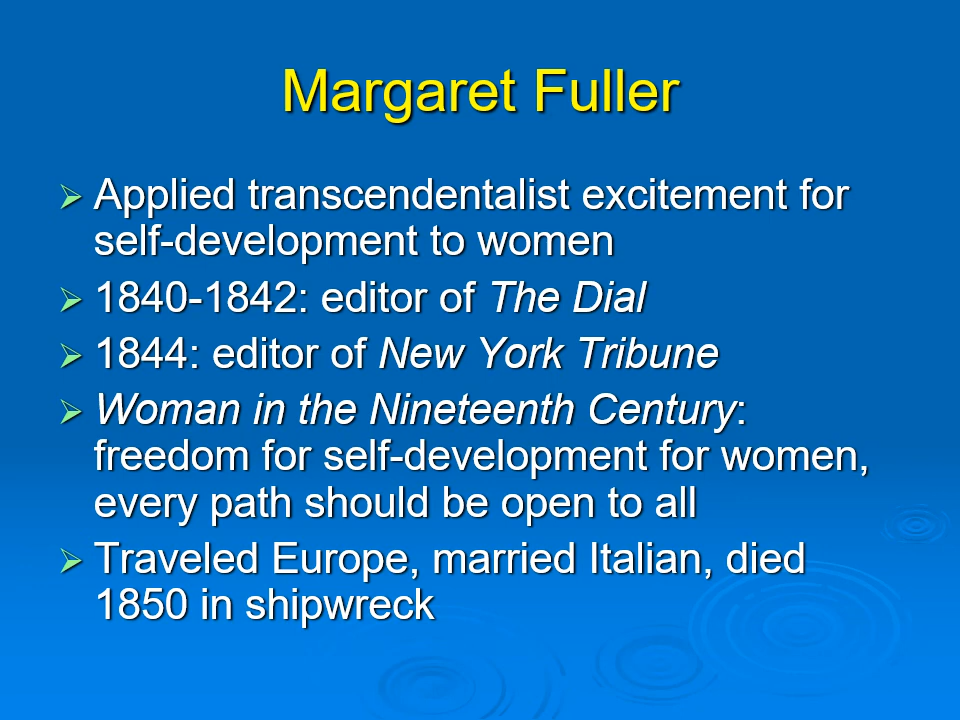 Margaret Fuller
Applied transcendentalist excitement for
self-development to women
1840-1842: editor of The Dial
1844: editor of New York Tribune
Woman in the Nineteenth Century:
freedom for self-development for women,
every path should be open to all
Traveled Europe, married Italian, died
1850 in shipwreck